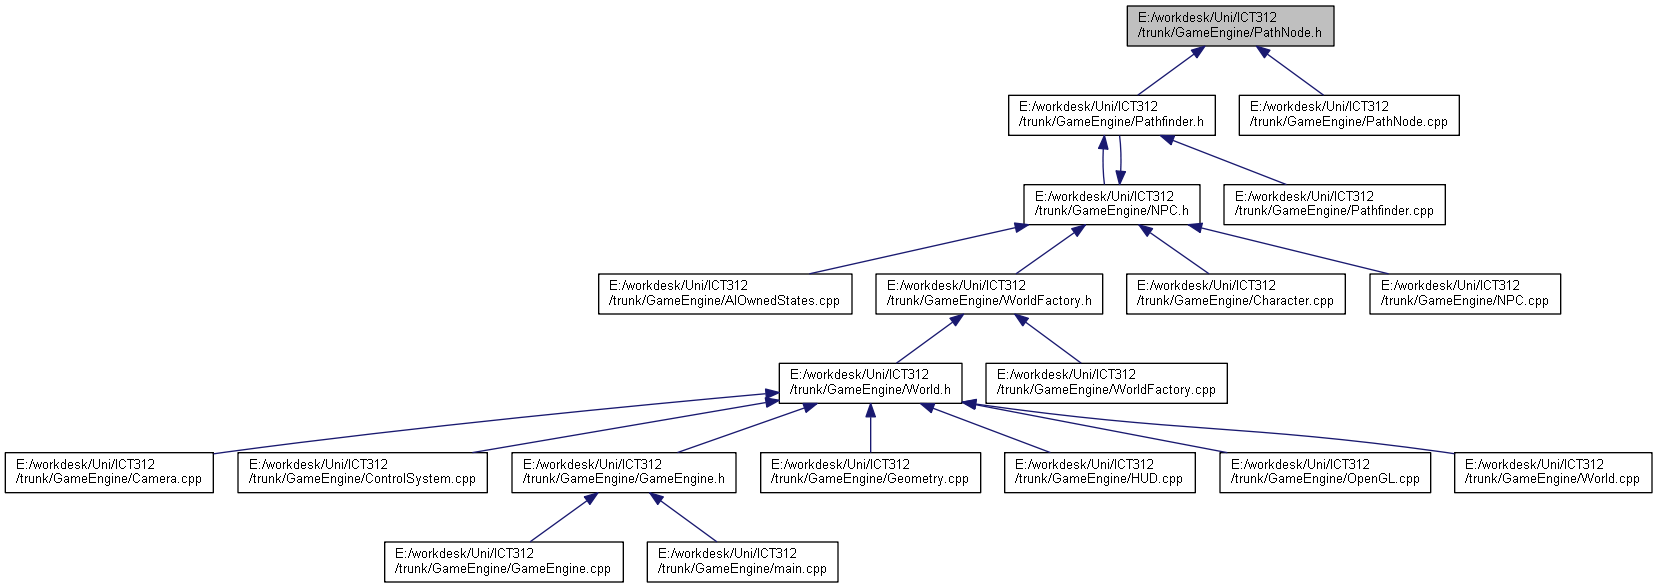 E:/workdesk/Uni/ICT312
/trunk/GameEngine/PathNode.h
E:/workdesk/Uni/ICT312
/trunk/GameEngine/Pathfinder.h
E:/workdesk/Uni/ICT312
/trunk/GameEngine/PathNode.cpp
E:/workdesk/Uni/ICT312
/trunk/GameEngine/NPC.h
E:/workdesk/Uni/ICT312
/trunk/GameEngine/Pathfinder.cpp
E:/workdesk/Uni/ICT312
/trunk/GameEngine/AIOwnedStates.cpp
E:/workdesk/Uni/ICT312
/trunk/GameEngine/WorldFactory.h
E:/workdesk/Uni/ICT312
/trunk/GameEngine/Character.cpp
E:/workdesk/Uni/ICT312
/trunk/GameEngine/NPC.cpp
E:/workdesk/Uni/ICT312
/trunk/GameEngine/World.h
E:/workdesk/Uni/ICT312
/trunk/GameEngine/WorldFactory.cpp
E:/workdesk/Uni/ICT312
/trunk/GameEngine/Camera.cpp
E:/workdesk/Uni/ICT312
/trunk/GameEngine/ControlSystem.cpp
E:/workdesk/Uni/ICT312
/trunk/GameEngine/GameEngine.h
E:/workdesk/Uni/ICT312
/trunk/GameEngine/Geometry.cpp
E:/workdesk/Uni/ICT312
/trunk/GameEngine/HUD.cpp
E:/workdesk/Uni/ICT312
/trunk/GameEngine/OpenGL.cpp
E:/workdesk/Uni/ICT312
/trunk/GameEngine/World.cpp
E:/workdesk/Uni/ICT312
/trunk/GameEngine/GameEngine.cpp
E:/workdesk/Uni/ICT312
/trunk/GameEngine/main.cpp